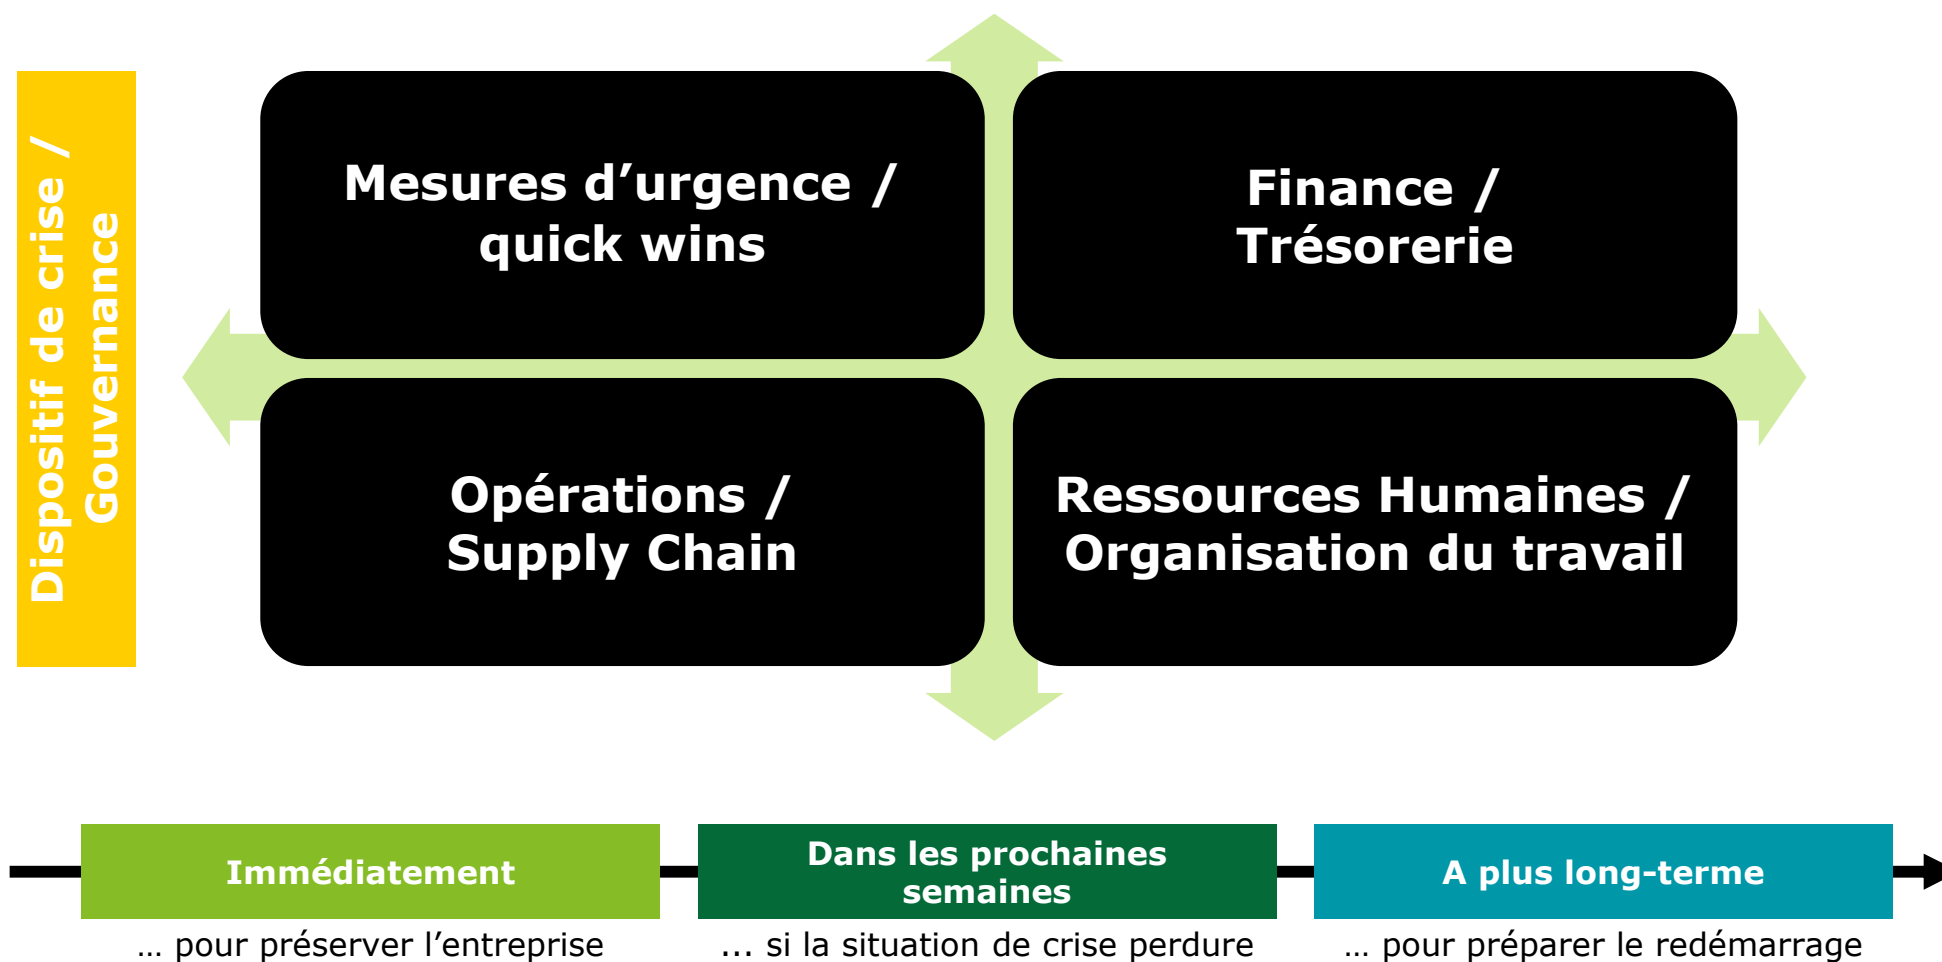 Dispositif de crise /
Gouvernance
Mesures d’urgence /
quick wins
Finance /
Trésorerie
Opérations /
Supply Chain
Ressources Humaines /
Organisation du travail
Immédiatement
Dans les prochaines
semaines
A plus long-terme
… pour préserver l’entreprise
… si la situation de crise perdure
… pour préparer le redémarrage